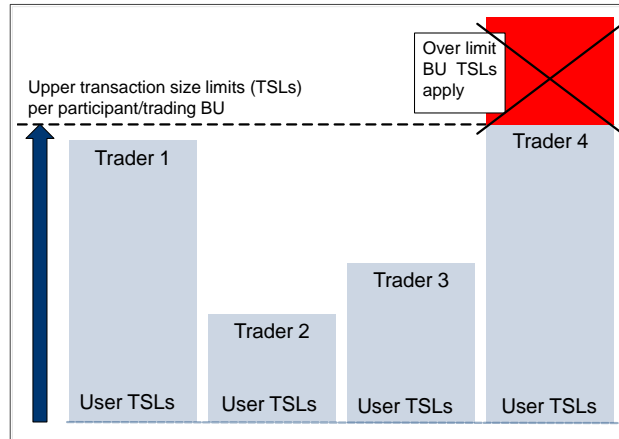 Over limit
BU TSLs
apply
Upper transaction size limits (TSLs)
per participant/trading BU
Trader 1
Trader 4
Trader 3
Trader 2
User TSLs
User TSLs
User TSLs
User TSLs